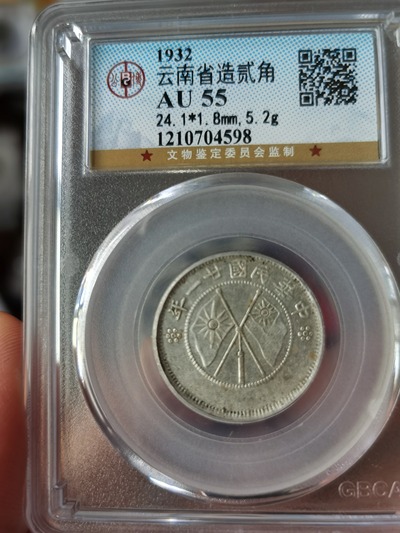 1932
云南省造贰角
AU 55
24.1*1.8mm,5.2g
1210704598
★ 文物鉴定委员会监制 ★
年一廿國民華中
GBCA